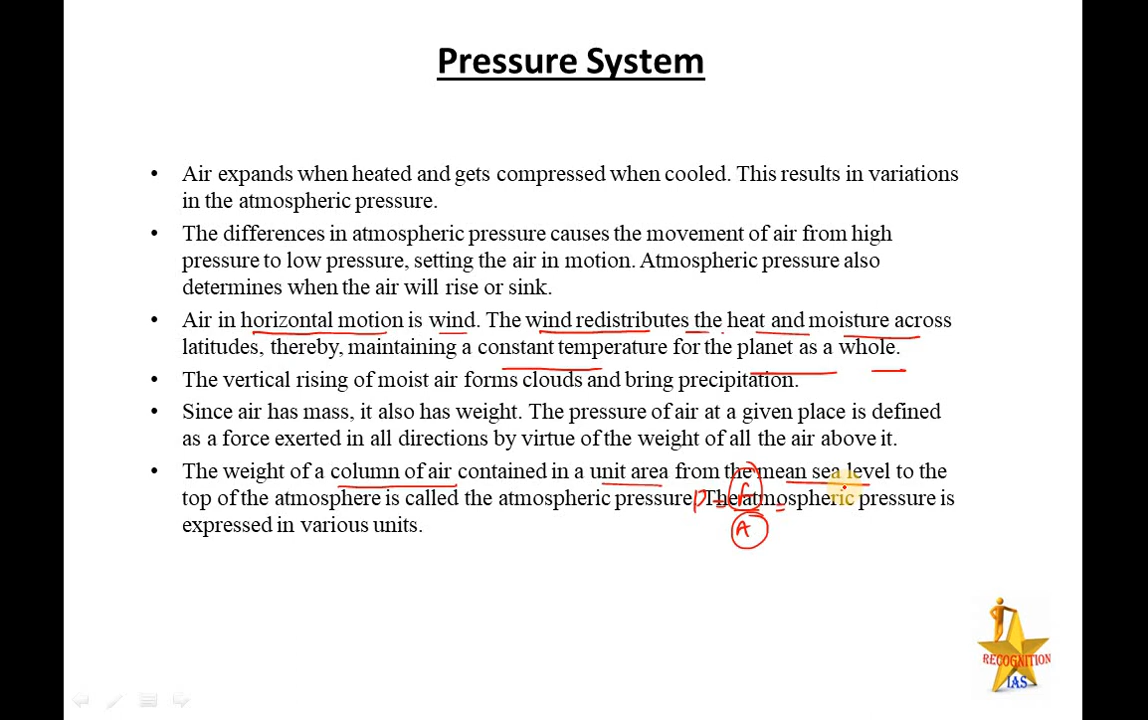 Pressure System
• Air expands when heated and gets compressed when cooled. This results in variations
in the atmospheric pressure.
• The differences in atmospheric pressure causes the movement of air from high
pressure to low pressure, setting the air in motion. Atmospheric pressure also
determines when the air will rise or sink.
• Air in horizontal motion is wind. The wind redistributes the heat and moisture across
latitudes, thereby, maintaining a constant temperature for the planet as a whole.
• The vertical rising of moist air forms clouds and bring precipitation.
• Since air has mass, it also has weight. The pressure of air at a given place is defined
as a force exerted in all directions by virtue of the weight of all the air above it.
• The weight of a column of air contained in a unit area from the mean sea level to the
top of the atmosphere is called the atmospheric pressure. The atmospheric pressure is
expressed in various units.
P = F
A =
RECOGNITION
IAS